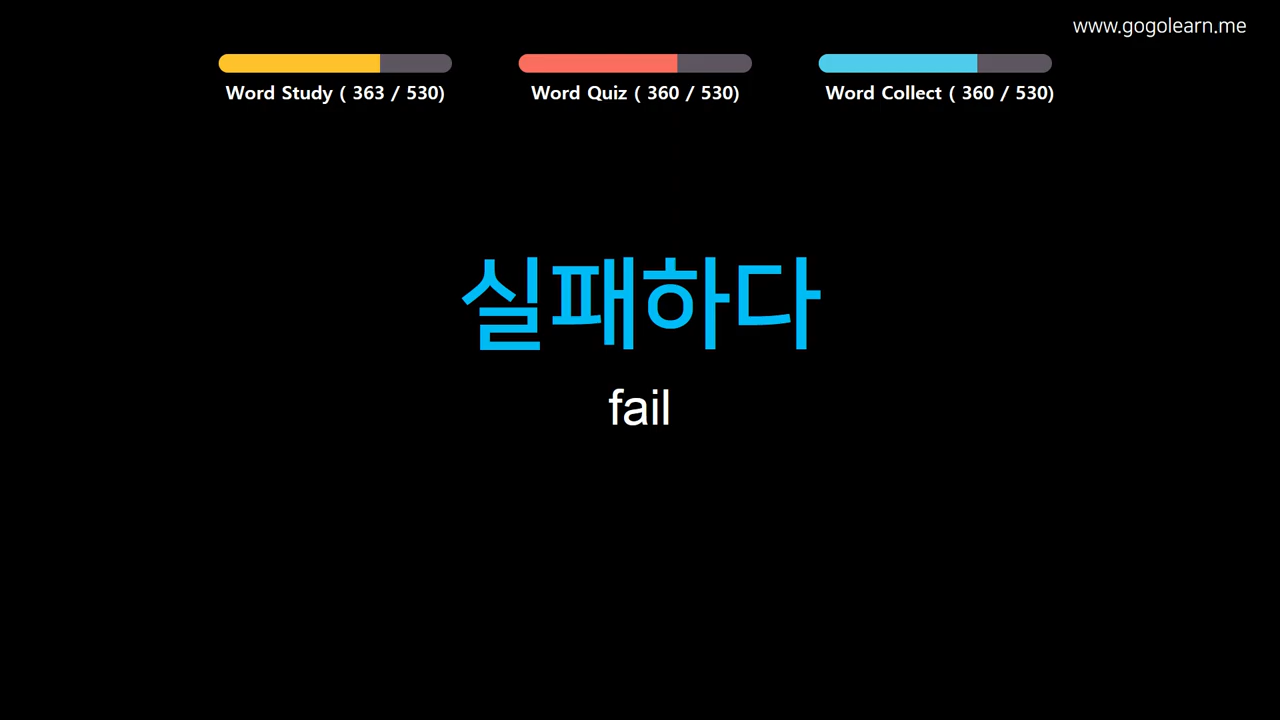 www.gogolearn.me
Word Study ( 363 / 530)
Word Quiz ( 360 / 530)
Word Collect ( 360 / 530)
실패하다
fail